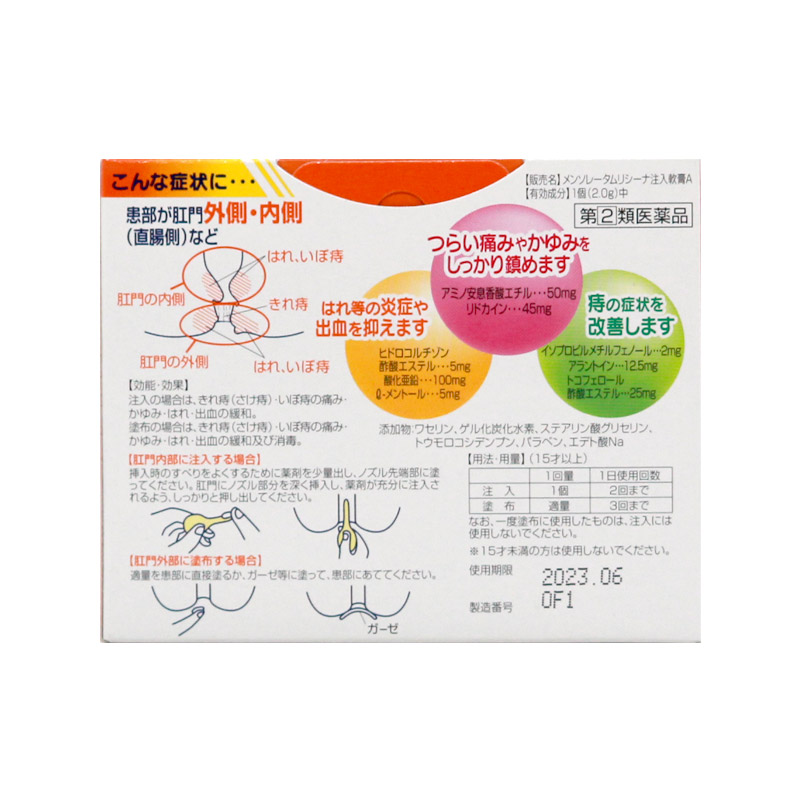 こんな症状に・・・
患部が肛門外側・内側
(直腸側)など
はれ、いぼ痔
肛門の内側
きれ痔
肛門の外側
はれ、いぼ痔
【販売名】メンソレータムリシーナ注入軟膏A
【有効成分】1個(2.0g)中
第②類医薬品
つらい痛みやかゆみを
しっかり鎮めます
アミノ安息香酸エチル・・・50mg
リドカイン・・・45mg
はれ等の炎症や
出血を抑えます
ヒドロコルチゾン
酢酸エステル・・・5mg
酸化亜鉛・・・100mg
ℓ-メントール・・・5mg
痔の症状を
改善します
イソプロピルメチルフェノール・・・2mg
アラントイン・・・12.5mg
トコフェロール
酢酸エステル・・・25mg
添加物:ワセリン、ゲル化炭化水素、ステアリン酸グリセリン、
トウモロコシデンプン、パラベン、エデト酸Na
【効能・効果】
注入の場合は、きれ痔(さけ痔)・いぼ痔の痛み・
かゆみ・はれ・出血の緩和。
塗布の場合は、きれ痔(さけ痔)・いぼ痔の痛み・
かゆみ・はれ・出血の緩和及び消毒。
【肛門内部に注入する場合】
挿入時のすべりをよくするために薬剤を少量出し、ノズル先端部に塗
ってください。肛門にノズル部分を深く挿入し、薬剤が充分に注入さ
れるよう、しっかりと押し出してください。
【肛門外部に塗布する場合】
適量を患部に直接塗るか、ガーゼ等に塗って、患部にあててください。
ガーゼ
【用法・用量】(15才以上)
1回量 1日使用回数
注入 1個 2回まで
塗布 適量 3回まで
なお、一度塗布に使用したものは、注入には
使用しないでください。
※15才未満の方は使用しないでください。
使用期限 2023.06
製造番号 0F1